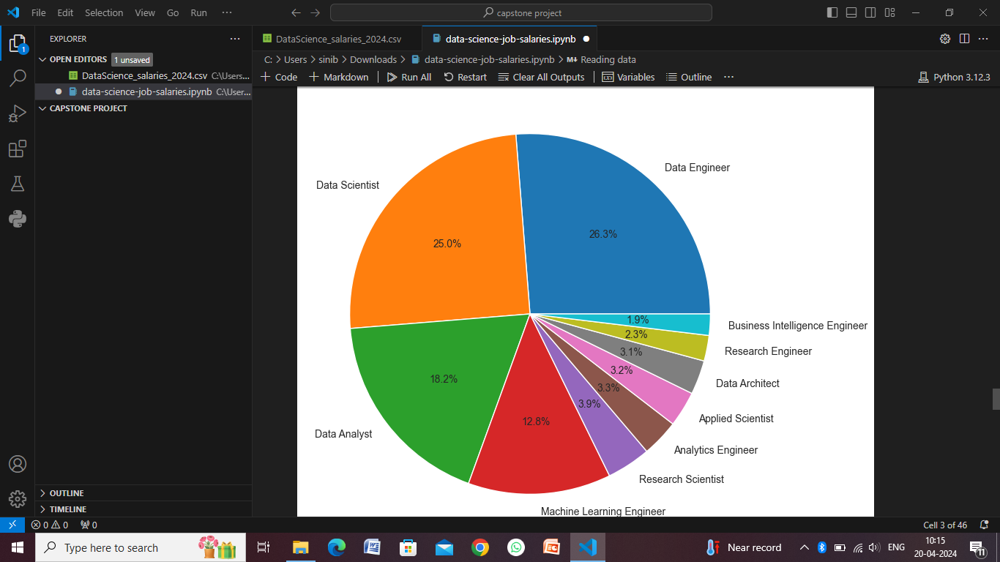 File Edit Selection View Go Run ··· capstone project
EXPLORER ···
OPEN EDITORS 1 unsaved
DataScience_salaries_2024.csv C:\Users...
data-science-job-salaries.ipynb C:\User...
CAPSTONE PROJECT
OUTLINE
TIMELINE
DataScience_salaries_2024.csv data-science-job-salaries.ipynb ···
C: > Users > sinib > Downloads > data-science-job-salaries.ipynb > Reading data
Code Markdown Run All Restart Clear All Outputs Variables Outline ··· Python 3.12.3
Data Engineer
Data Scientist
26.3%
25.0%
1.9%
Business Intelligence Engineer
2.3%
Research Engineer
3.1%
3.2%
Data Architect
18.2%
3.3%
3.9%
Applied Scientist
12.8%
Data Analyst
Analytics Engineer
Research Scientist
Machine Learning Engineer
0 0 0 Cell 3 of 46
Type here to search Near record ENG 10:15
20-04-2024 11
1